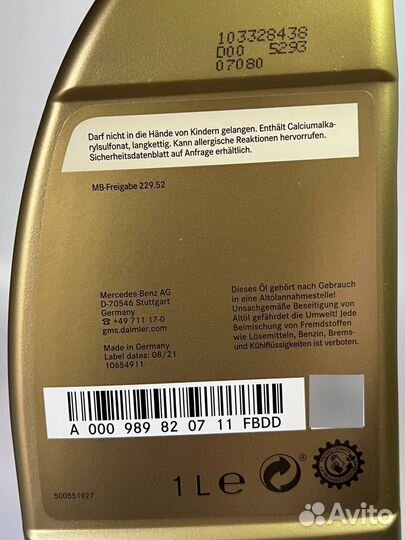 103328438
D00 5293
07080
Darf nicht in die Hände von Kindern gelangen. Enthält Calciumalka-
rylsulfonat, langkettig. Kann allergische Reaktionen hervorrufen.
Sicherheitsdatenblatt auf Anfrage erhältlich.
MB-Freigabe 229.52
Mercedes-Benz AG
D-70546 Stuttgart
Germany
☎ +49 711 17-0
gms.daimler.com
Made in Germany
Label dates: 08/21
10654911
Dieses Öl gehört nach Gebrauch
in eine Altölannahmestelle!
Unsachgemäße Beseitigung von
Altöl gefährdet die Umwelt! Jede
Beimischung von Fremdstoffen
wie Lösemitteln, Benzin, Brems-
und Kühlflüssigkeiten ist verboten.
A 000 989 82 07 11 FBDD
1 L e
500551927
Avito